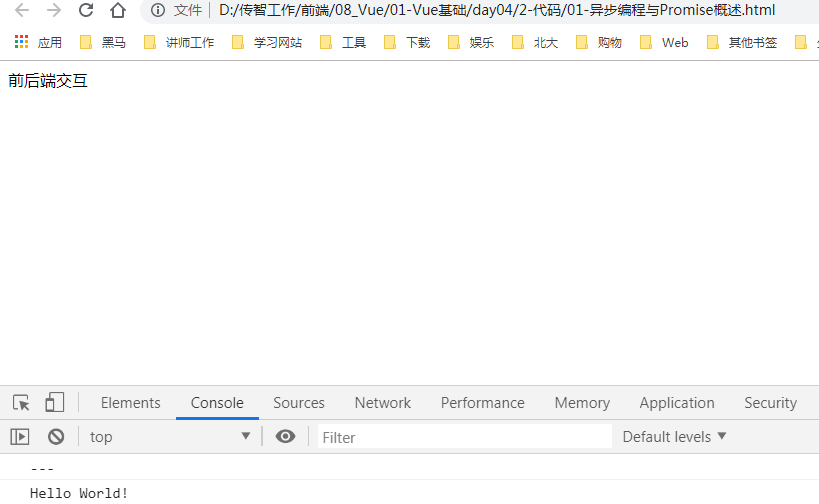 文件 D:/传智工作/前端/08_Vue/01-Vue基础/day04/2-代码/01-异步编程与Promise概述.html
应用 黑马 讲师工作 学习网站 工具 下載 娱乐 北大 购物 Web 其他书签
前后端交互
Elements Console Sources Network Performance Memory Application Security
top Filter Default levels
---
Hello World!